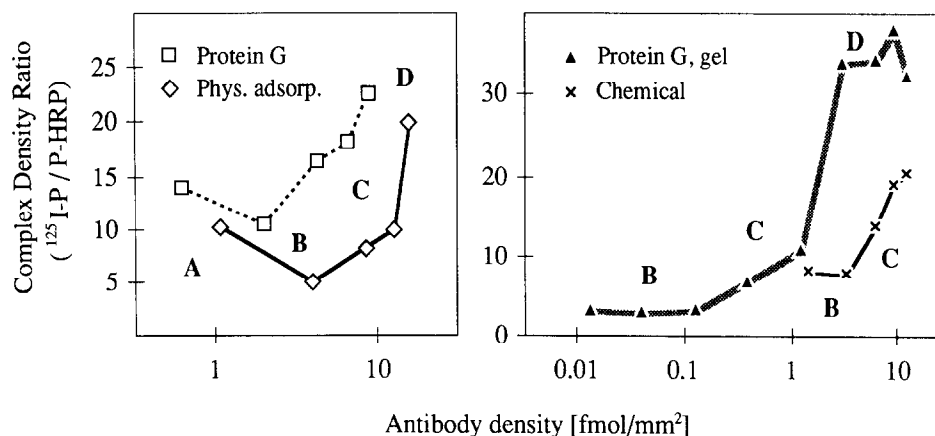 Complex Density Ratio
( ¹²⁵I-P / P-HRP)
25
20
15
10
5
Protein G
Phys. adsorp.
A
B
C
D
1
10
30
20
10
0
Protein G, gel
Chemical
B
C
D
B
C
0.01
0.1
1
10
Antibody density [fmol/mm²]